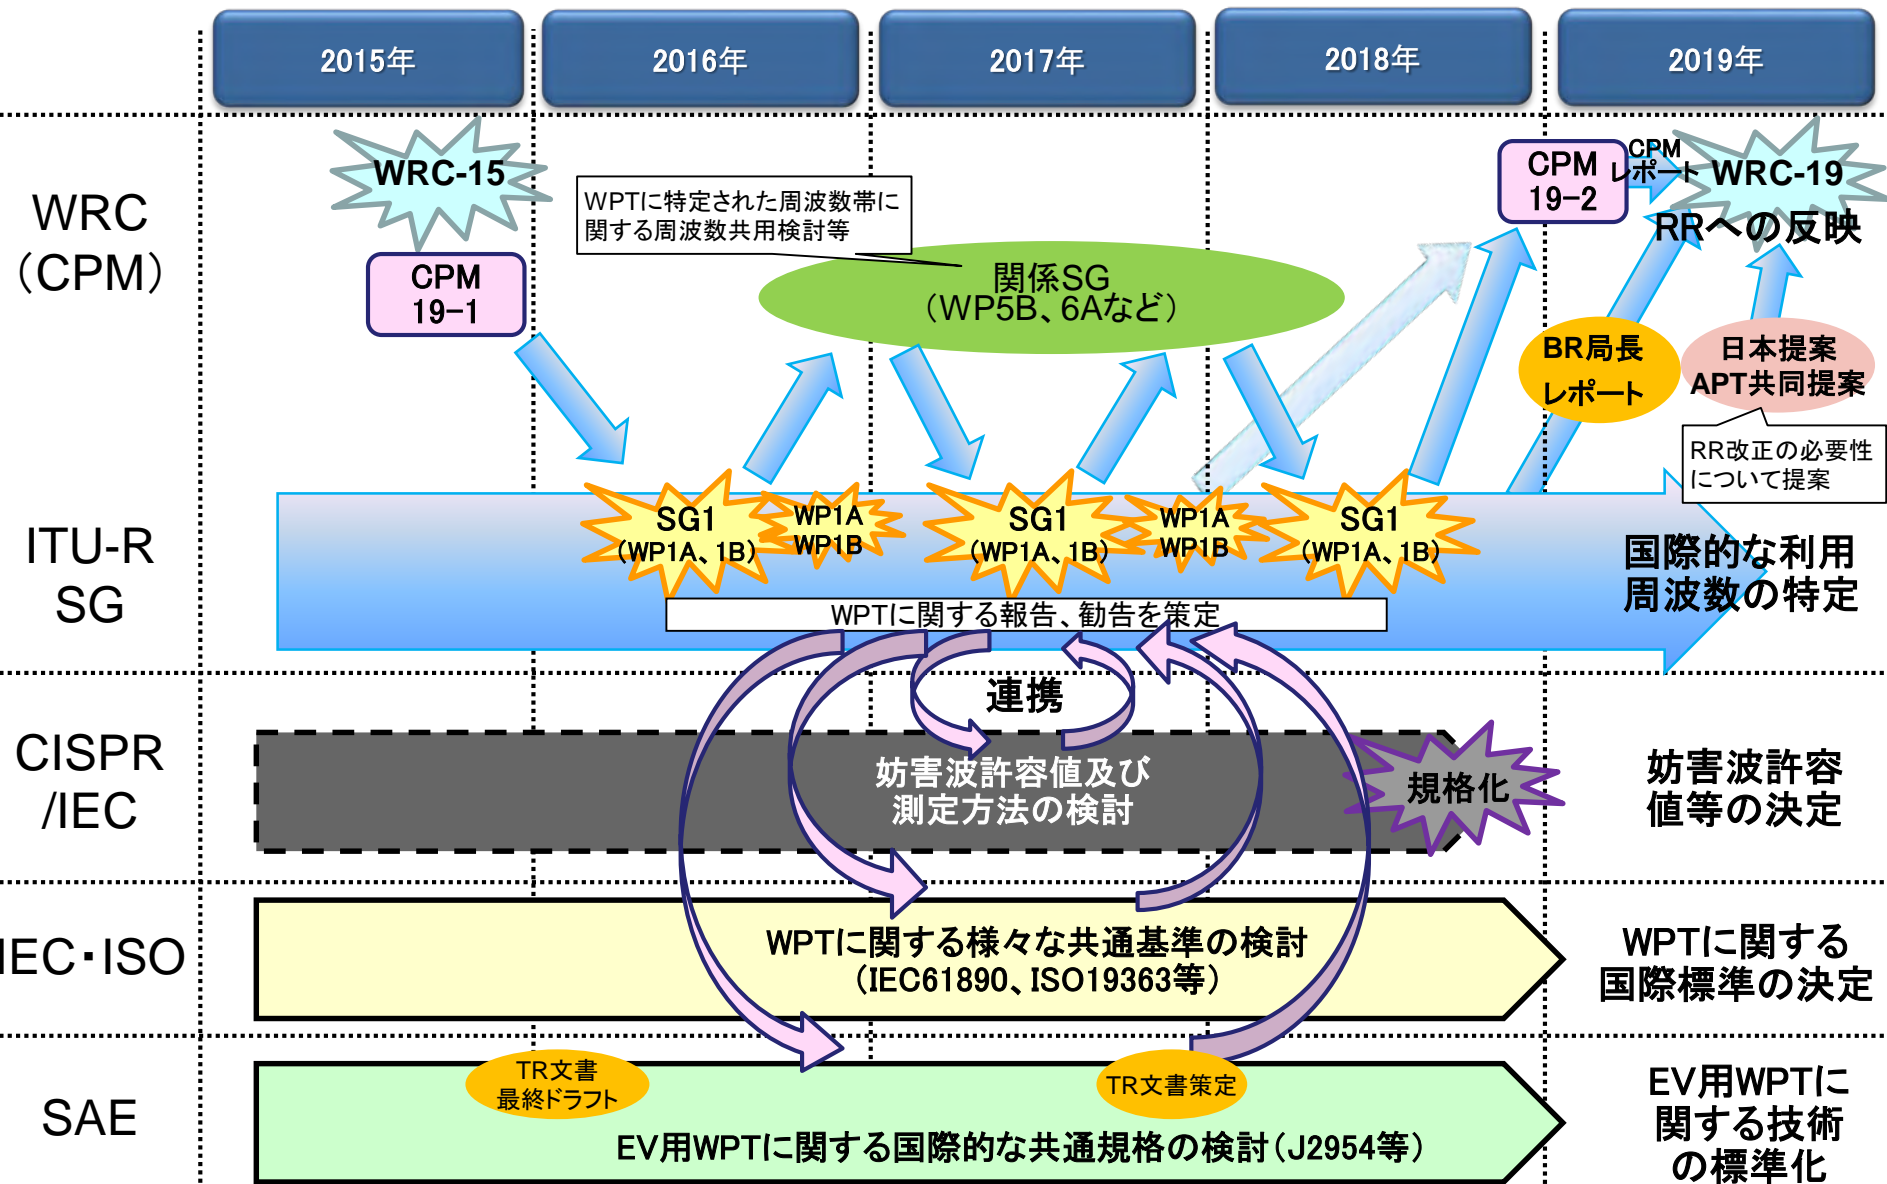 2015年
2016年
2017年
2018年
2019年
WRC
（CPM）
WRC-15
CPM
19-1
WPTに特定された周波数帯に
関する周波数共用検討等
関係SG
（WP5B、6Aなど）
CPM
19-2
CPM
レポート
WRC-19
RRへの反映
BR局長
レポート
日本提案
APT共同提案
RR改正の必要性
について提案
ITU-R
SG
SG1
(WP1A、1B)
WP1A
WP1B
SG1
(WP1A、1B)
WP1A
WP1B
SG1
(WP1A、1B)
国際的な利用
周波数の特定
WPTに関する報告、勧告を策定
連携
CISPR
/IEC
妨害波許容値及び
測定方法の検討
規格化
妨害波許容
値等の決定
IEC・ISO
WPTに関する様々な共通基準の検討
（IEC61890、ISO19363等）
WPTに関する
国際標準の決定
SAE
TR文書
最終ドラフト
TR文書策定
EV用WPTに関する国際的な共通規格の検討（J2954等）
EV用WPTに
関する技術
の標準化